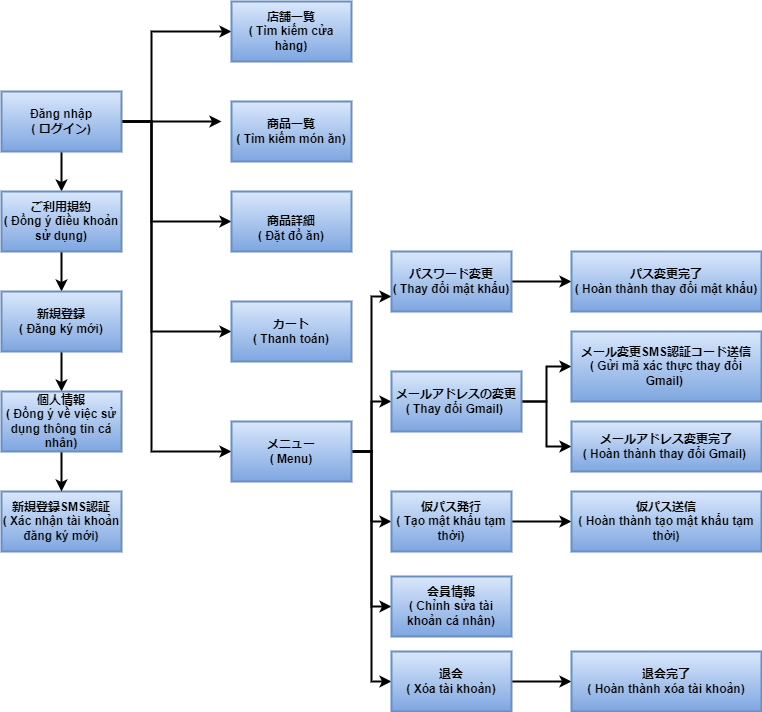 店舗一覧
( Tìm kiếm cửa
hàng)
Đăng nhập
( ログイン)
商品一覧
( Tìm kiếm món ăn)
ご利用規約
( Đồng ý điều khoản
sử dụng)
商品詳細
( Đặt đồ ăn)
パスワード変更
( Thay đổi mật khẩu)
パス変更完了
( Hoàn thành thay đổi mật khẩu)
新規登録
( Đăng ký mới)
カート
( Thanh toán)
メール変更SMS認証コード送信
( Gửi mã xác thực thay đổi
Gmail)
個人情報
( Đồng ý về việc sử
dụng thông tin cá
nhân)
メールアドレスの変更
( Thay đổi Gmail)
メニュー
( Menu)
メールアドレス変更完了
( Hoàn thành thay đổi Gmail)
新規登録SMS認証
( Xác nhận tài khoản
đăng ký mới)
仮パス発行
( Tạo mật khẩu tạm
thời)
仮パス送信
( Hoàn thành tạo mật khẩu tạm
thời)
会員情報
( Chỉnh sửa tài
khoản cá nhân)
退会
( Xóa tài khoản)
退会完了
( Hoàn thành xóa tài khoản)